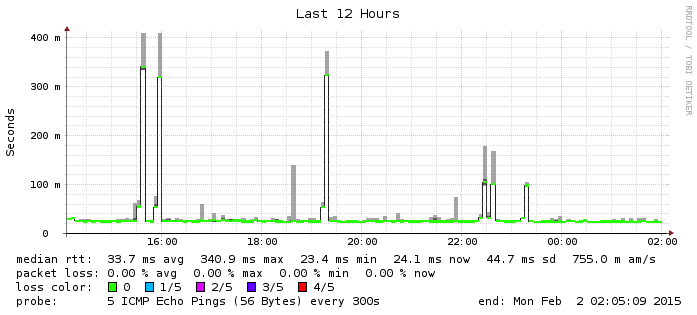 Last 12 Hours
RRDTOOL / TOBI OETIKER
Seconds
400 m
300 m
200 m
100 m
0
16:00 18:00 20:00 22:00 00:00 02:00
median rtt: 33.7 ms avg 340.9 ms max 23.4 ms min 24.1 ms now 44.7 ms sd 755.0 m am/s
packet loss: 0.00 % avg 0.00 % max 0.00 % min 0.00 % now
loss color: 0 1/5 2/5 3/5 4/5
probe: 5 ICMP Echo Pings (56 Bytes) every 300s end: Mon Feb 2 02:05:09 2015